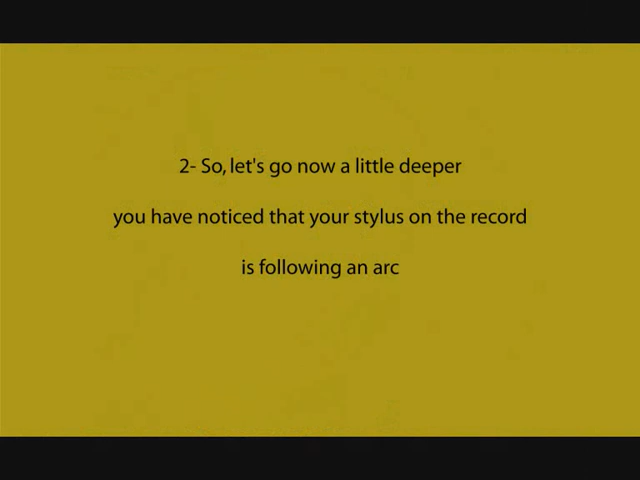 2- So, let's go now a little deeper
you have noticed that your stylus on the record
is following an arc